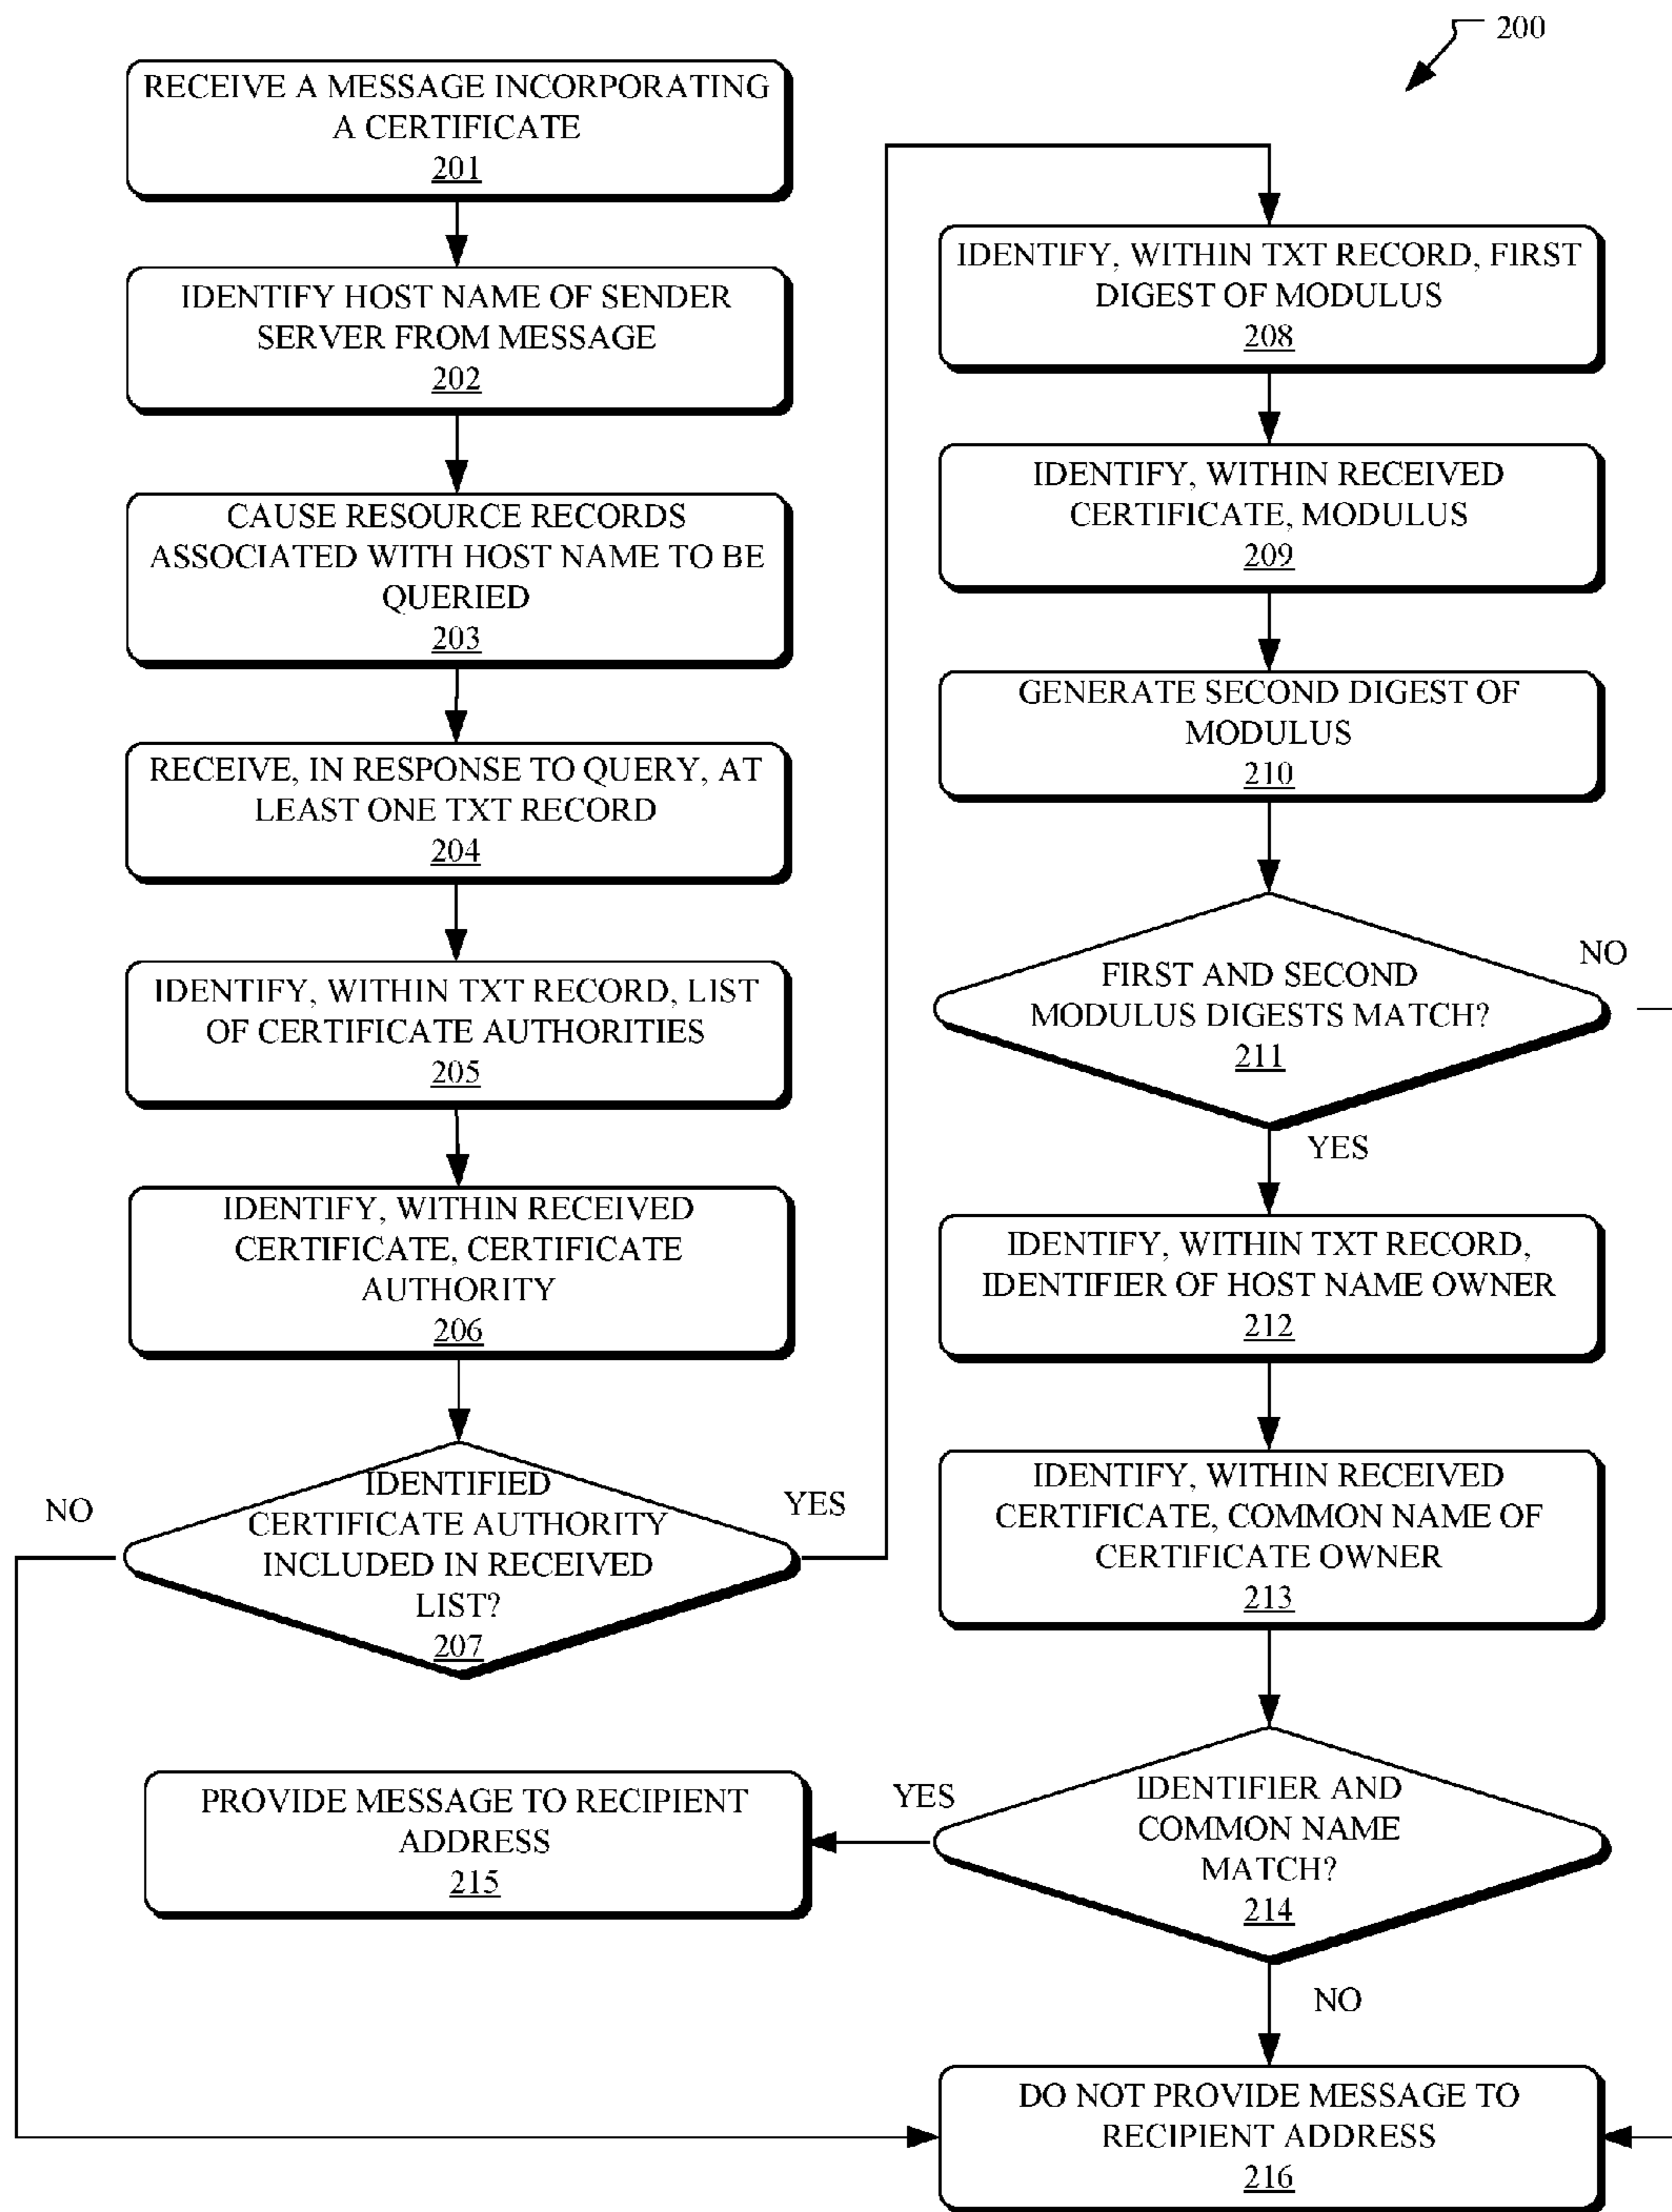 200
RECEIVE A MESSAGE INCORPORATING
A CERTIFICATE
201
IDENTIFY HOST NAME OF SENDER
SERVER FROM MESSAGE
202
CAUSE RESOURCE RECORDS
ASSOCIATED WITH HOST NAME TO BE
QUERIED
203
RECEIVE, IN RESPONSE TO QUERY, AT
LEAST ONE TXT RECORD
204
IDENTIFY, WITHIN TXT RECORD, LIST
OF CERTIFICATE AUTHORITIES
205
IDENTIFY, WITHIN RECEIVED
CERTIFICATE, CERTIFICATE
AUTHORITY
206
IDENTIFIED
CERTIFICATE AUTHORITY
INCLUDED IN RECEIVED
LIST?
207
NO
YES
IDENTIFY, WITHIN TXT RECORD, FIRST
DIGEST OF MODULUS
208
IDENTIFY, WITHIN RECEIVED
CERTIFICATE, MODULUS
209
GENERATE SECOND DIGEST OF
MODULUS
210
FIRST AND SECOND
MODULUS DIGESTS MATCH?
211
NO
YES
IDENTIFY, WITHIN TXT RECORD,
IDENTIFIER OF HOST NAME OWNER
212
IDENTIFY, WITHIN RECEIVED
CERTIFICATE, COMMON NAME OF
CERTIFICATE OWNER
213
IDENTIFIER AND
COMMON NAME
MATCH?
214
YES
NO
PROVIDE MESSAGE TO RECIPIENT
ADDRESS
215
DO NOT PROVIDE MESSAGE TO
RECIPIENT ADDRESS
216